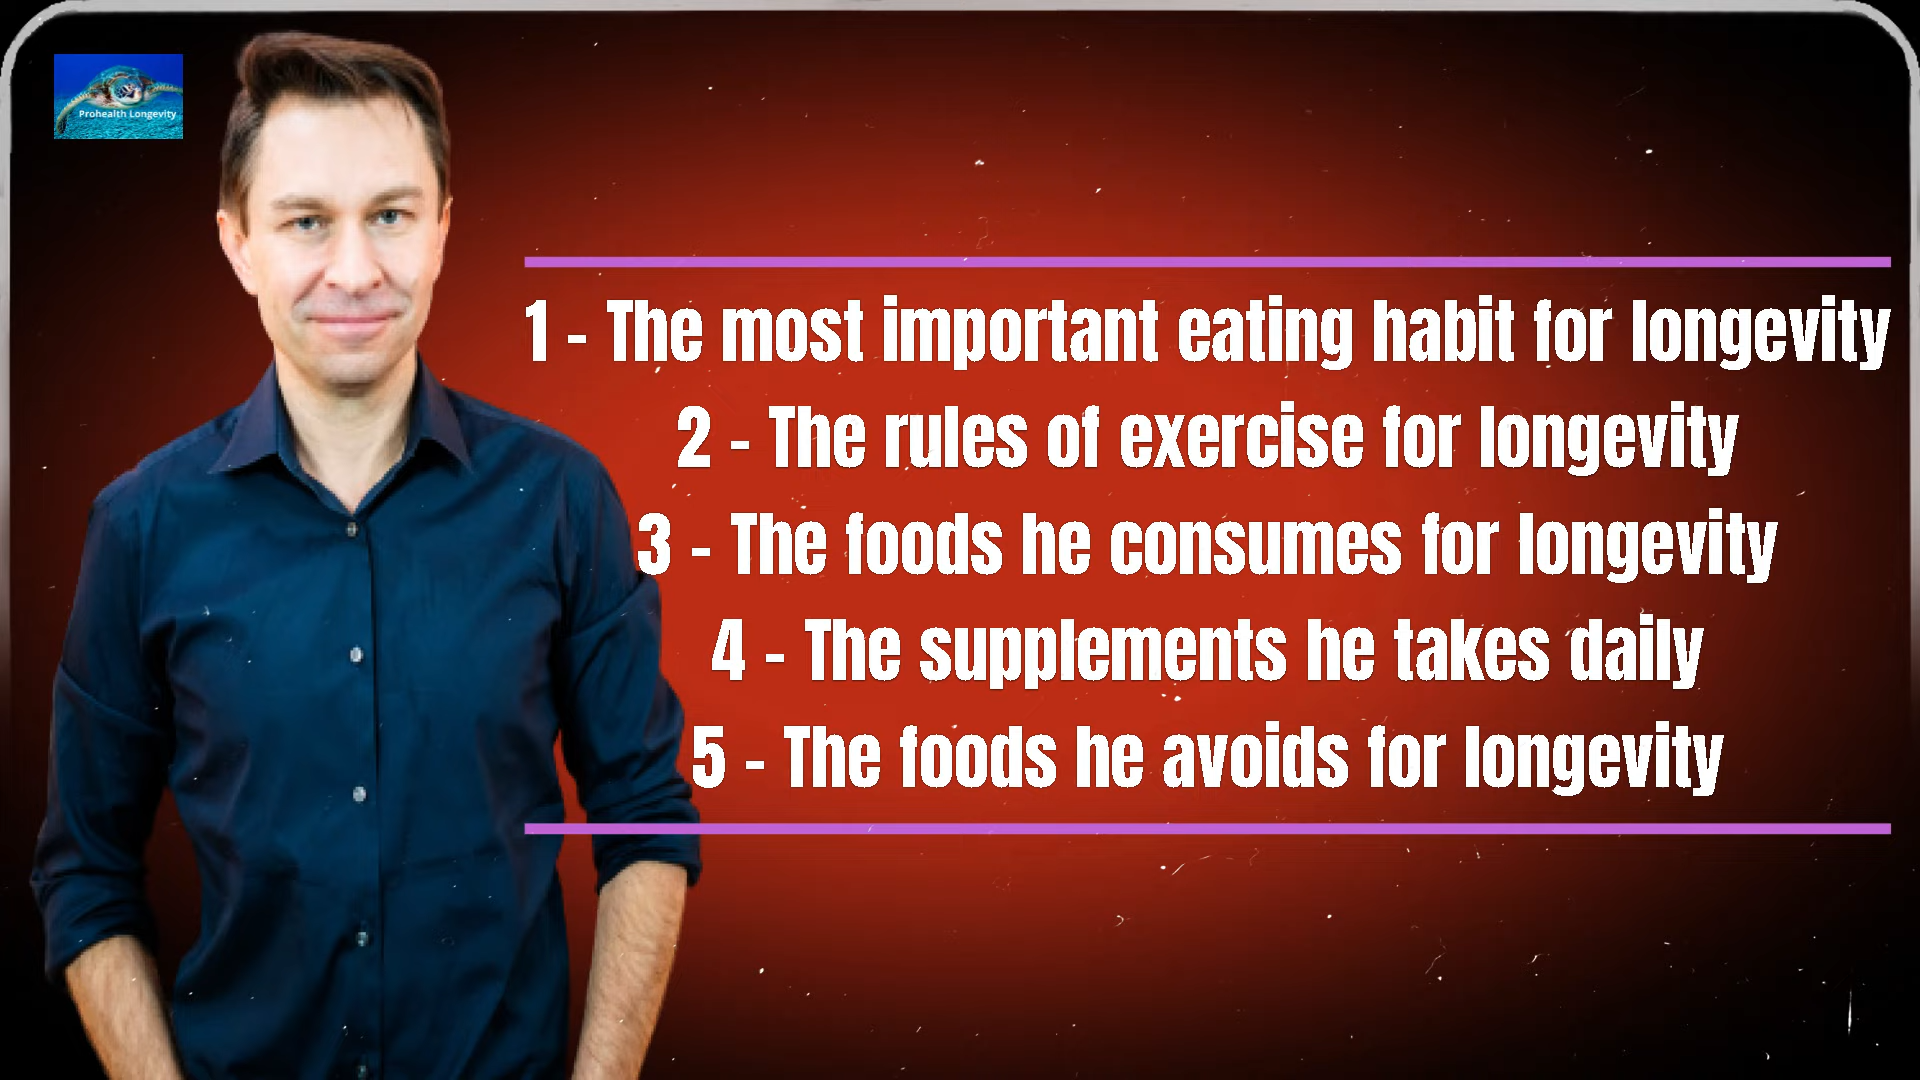 Prohealth Longevity
1 - The most important eating habit for longevity
2 - The rules of exercise for longevity
3 - The foods he consumes for longevity
4 - The supplements he takes daily
5 - The foods he avoids for longevity